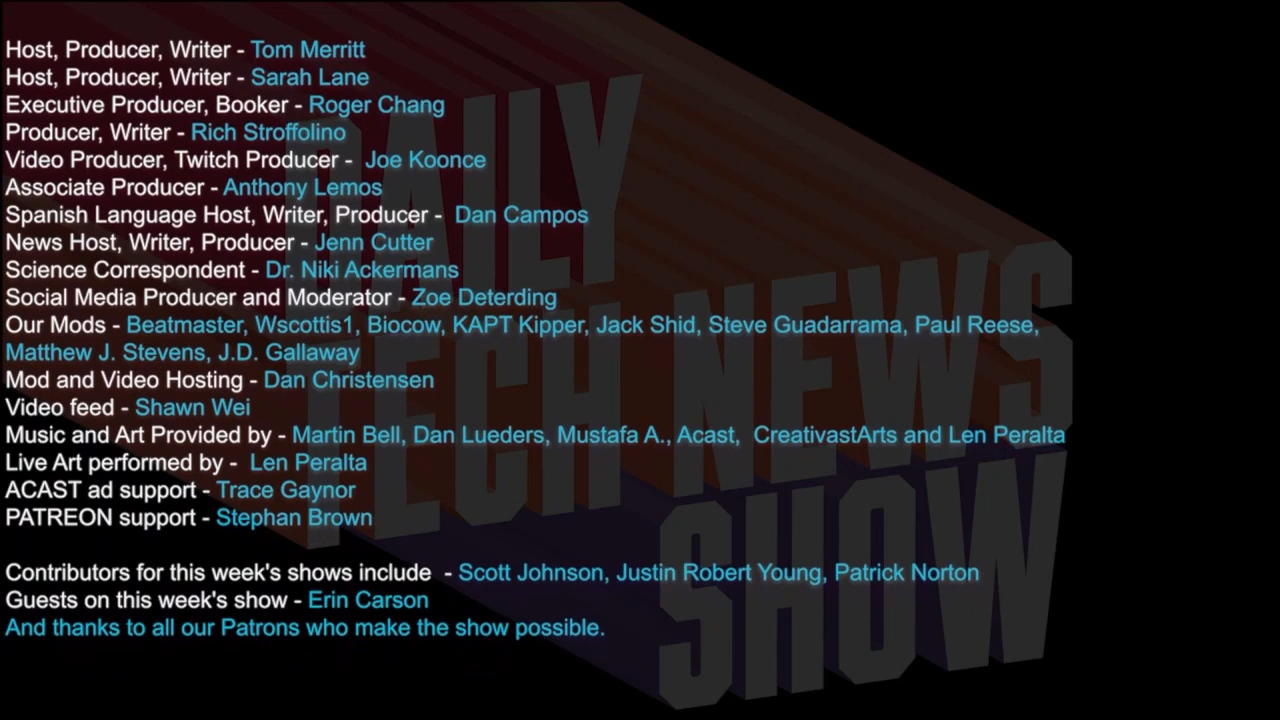 Host, Producer, Writer - Tom Merritt
Host, Producer, Writer - Sarah Lane
Executive Producer, Booker - Roger Chang
Producer, Writer - Rich Stroffolino
Video Producer, Twitch Producer -  Joe Koonce
Associate Producer - Anthony Lemos
Spanish Language Host, Writer, Producer -  Dan Campos
News Host, Writer, Producer - Jenn Cutter
Science Correspondent - Dr. Niki Ackermans
Social Media Producer and Moderator - Zoe Deterding
Our Mods - Beatmaster, Wscottis1, Biocow, KAPT Kipper, Jack Shid, Steve Guadarrama, Paul Reese,
Matthew J. Stevens, J.D. Gallaway
Mod and Video Hosting - Dan Christensen
Video feed - Shawn Wei
Music and Art Provided by - Martin Bell, Dan Lueders, Mustafa A., Acast,  CreativastArts and Len Peralta
Live Art performed by -  Len Peralta
ACAST ad support - Trace Gaynor
PATREON support - Stephan Brown
Contributors for this week's shows include  - Scott Johnson, Justin Robert Young, Patrick Norton
Guests on this week's show - Erin Carson
And thanks to all our Patrons who make the show possible.
DAILY
TECH NEWS
SHOW